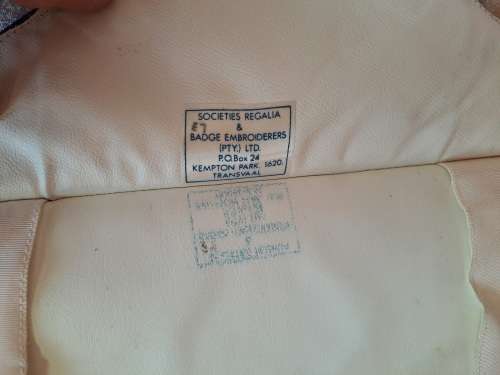 SOCIETIES REGALIA
&
BADGE EMBROIDERERS
(PTY.) LTD.
P.O.Box 24
KEMPTON PARK. 1620.
TRANSVAAL